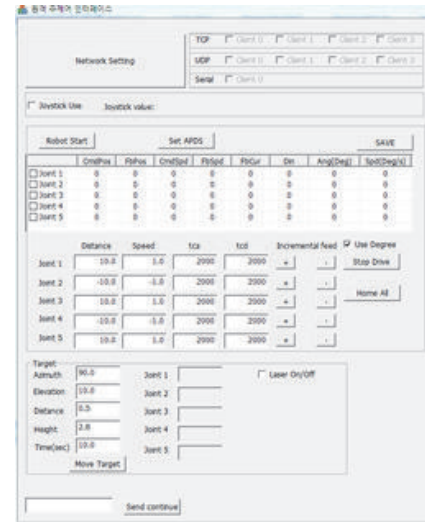 원격 주제어 인터페이스
Network Setting
TCP Client 0 Client 1 Client 2 Client 3
UDP Client 0 Client 1 Client 2 Client 3
Serial Client 0
Joystick Use Joystick value:
Robot Start Set APDS SAVE
CmdPos FbPos CmdSpd FbSpd FbCur Din Ang(Deg) Spd(Deg/s)
Joint 1 0 0 0 0 0 0 0 0
Joint 2 0 0 0 0 0 0 0 0
Joint 3 0 0 0 0 0 0 0 0
Joint 4 0 0 0 0 0 0 0 0
Joint 5 0 0 0 0 0 0 0 0
Distance Speed tca tcd Incremental feed Use Degree
Joint 1 10.0 1.0 2000 2000 + - Stop Drive
Joint 2 -10.0 -1.0 2000 2000 + -
Joint 3 10.0 1.0 2000 2000 + - Home All
Joint 4 -10.0 -1.0 2000 2000 + -
Joint 5 10.0 1.0 2000 2000 + -
Target
Azimuth 90.0 Joint 1 Laser On/Off
Elevation 10.0 Joint 2
Distance 0.5 Joint 3
Height 2.8 Joint 4
Time(sec) 10.0 Joint 5
Move Target
Send continue